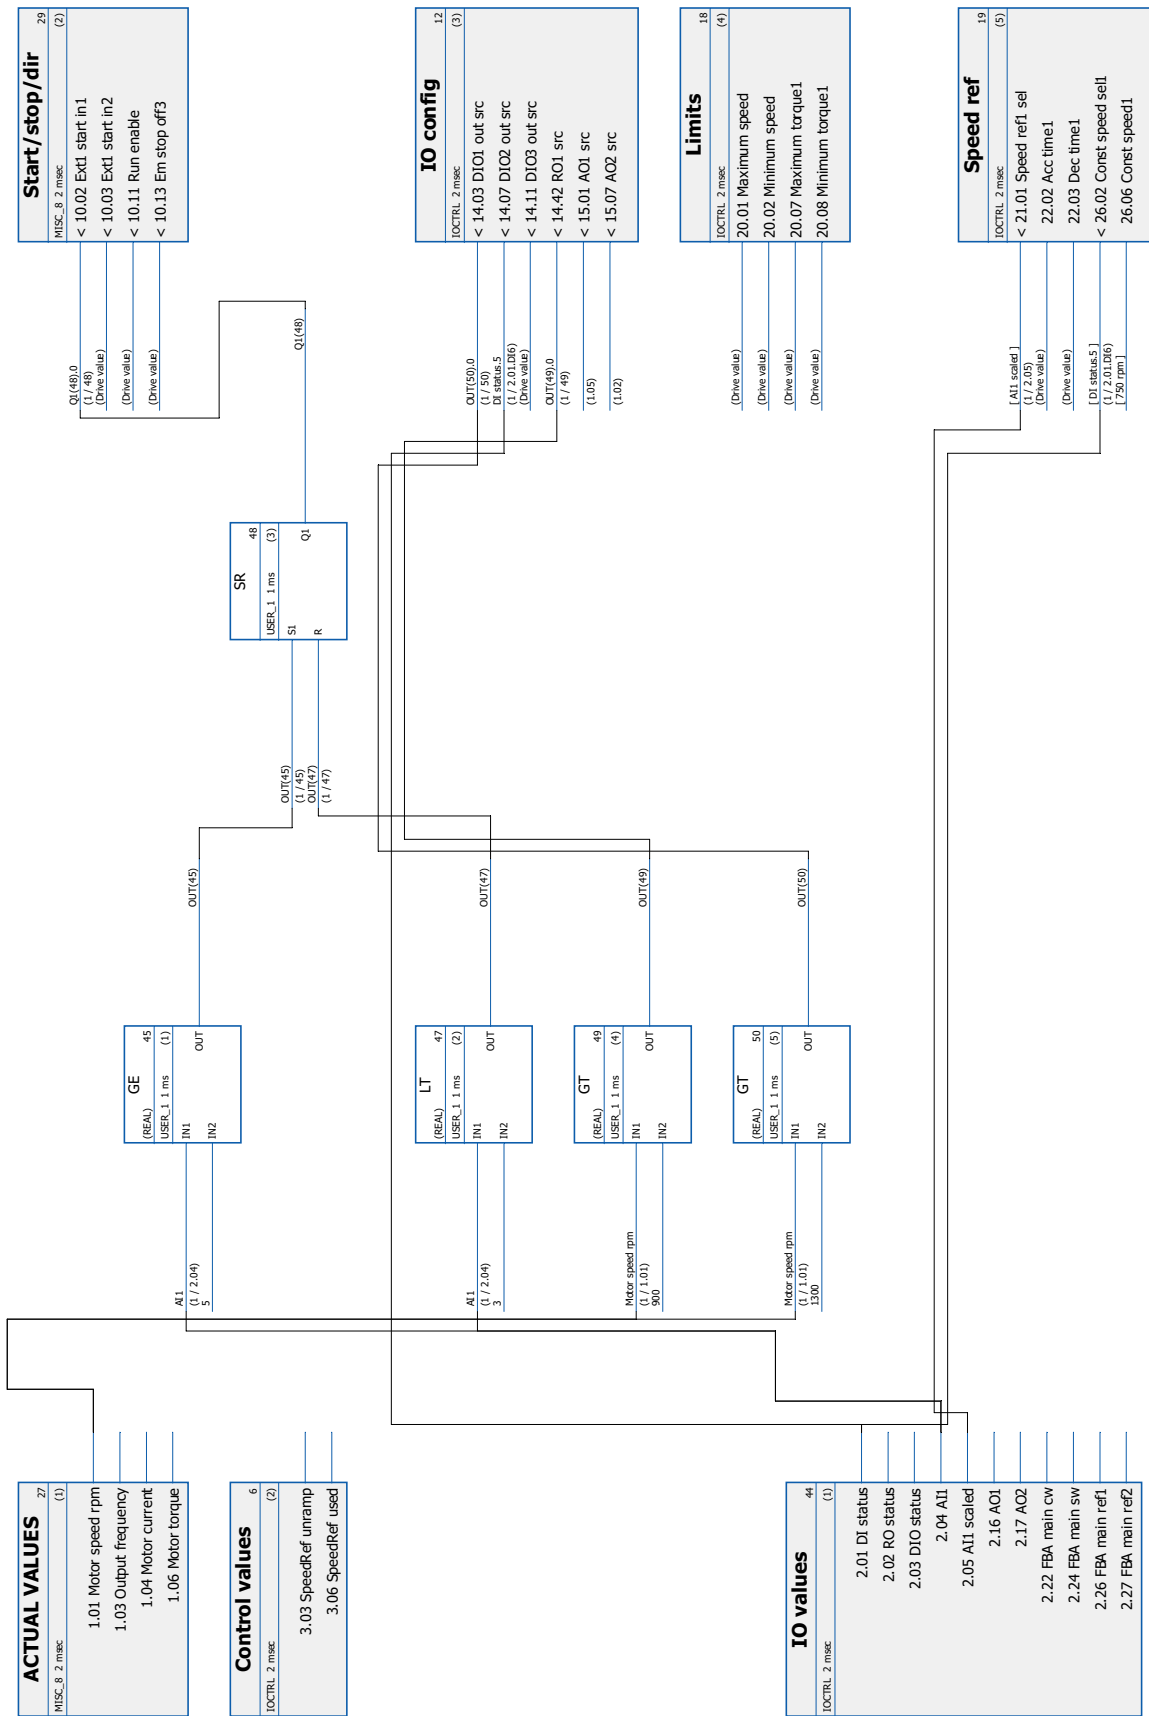 ACTUAL VALUES
27
MISC_8 2 msec
(1)
1.01 Motor speed rpm
1.03 Output frequency
1.04 Motor current
1.06 Motor torque
Control values
6
IOCTRL 2 msec
(2)
3.03 SpeedRef unramp
3.06 SpeedRef used
IO values
44
IOCTRL 2 msec
(1)
2.01 DI status
2.02 RO status
2.03 DIO status
2.04 AI1
2.05 AI1 scaled
2.16 AO1
2.17 AO2
2.22 FBA main cw
2.24 FBA main sw
2.26 FBA main ref1
2.27 FBA main ref2
AI1
(1 / 2.04)
5
GE
(REAL)
45
USER_1 1 ms
(1)
IN1
IN2
OUT
OUT(45)
AI1
(1 / 2.04)
3
LT
(REAL)
47
USER_1 1 ms
(2)
IN1
IN2
OUT
OUT(47)
Motor speed rpm
(1 / 1.01)
900
GT
(REAL)
49
USER_1 1 ms
(4)
IN1
IN2
OUT
OUT(49)
Motor speed rpm
(1 / 1.01)
1300
GT
(REAL)
50
USER_1 1 ms
(5)
IN1
IN2
OUT
OUT(50)
OUT(45)
(1 / 45)
OUT(47)
(1 / 47)
SR
48
USER_1 1 ms
(3)
S1
R
Q1
Q1(48)
Q1(48).0
(1 / 48)
(Drive value)
(Drive value)
(Drive value)
Start/stop/dir
29
MISC_8 2 msec
(2)
< 10.02 Ext1 start in1
< 10.03 Ext1 start in2
< 10.11 Run enable
< 10.13 Em stop off3
OUT(50).0
(1 / 50)
DI status.5
(1 / 2.01.DI6)
(Drive value)
OUT(49).0
(1 / 49)
(1.05)
(1.02)
IO config
12
IOCTRL 2 msec
(3)
< 14.03 DIO1 out src
< 14.07 DIO2 out src
< 14.11 DIO3 out src
< 14.42 RO1 src
< 15.01 AO1 src
< 15.07 AO2 src
(Drive value)
(Drive value)
(Drive value)
(Drive value)
Limits
18
IOCTRL 2 msec
(4)
20.01 Maximum speed
20.02 Minimum speed
20.07 Maximum torque1
20.08 Minimum torque1
[ AI1 scaled ]
(1 / 2.05)
(Drive value)
(Drive value)
[ DI status.5 ]
(1 / 2.01.DI6)
[ 750 rpm ]
Speed ref
19
IOCTRL 2 msec
(5)
< 21.01 Speed ref1 sel
22.02 Acc time1
22.03 Dec time1
< 26.02 Const speed sel1
26.06 Const speed1